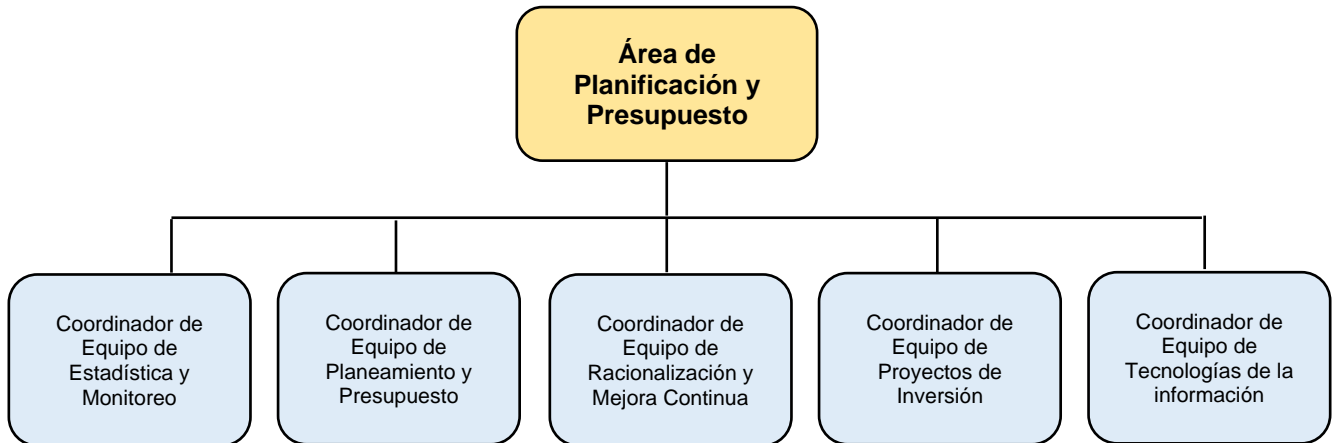 Área de
Planificación y
Presupuesto
Coordinador de
Equipo de
Estadística y
Monitoreo
Coordinador de
Equipo de
Planeamiento y
Presupuesto
Coordinador de
Equipo de
Racionalización y
Mejora Continua
Coordinador de
Equipo de
Proyectos de
Inversión
Coordinador de
Equipo de
Tecnologías de la
información